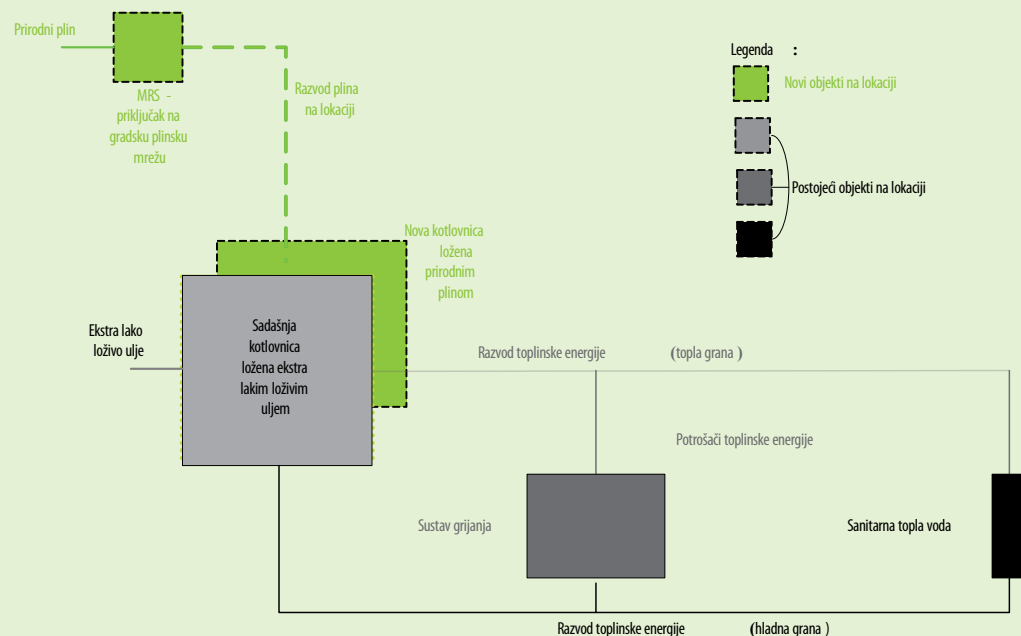 Prirodni plin
MRS -
priključak na
gradsku plinsku
mrežu
Razvod plina
na lokaciji
Legenda :
Novi objekti na lokaciji
Postojeći objekti na lokaciji
Nova kotlovnica
ložena
prirodnim
plinom
Ekstra lako
loživo ulje
Sadašnja
kotlovnica
ložena ekstra
lakim loživim
uljem
Razvod toplinske energije (topla grana )
Potrošači toplinske energije
Sustav grijanja
Sanitarna topla voda
Razvod toplinske energije (hladna grana )